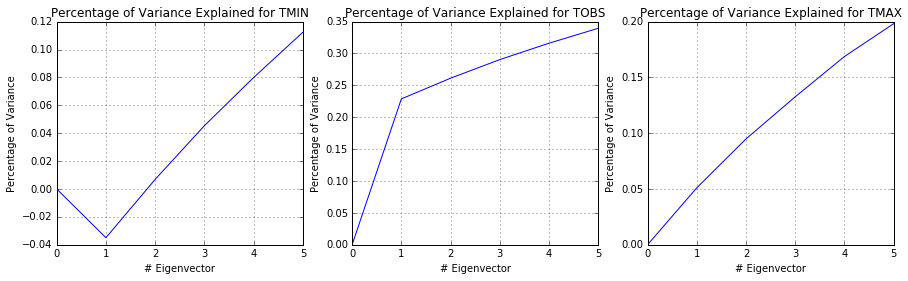 Percentage of Variance Explained for TMIN
0.12
0.10
0.08
0.06
0.04
0.02
0.00
−0.02
−0.04
Percentage of Variance
0 1 2 3 4 5
# Eigenvector
Percentage of Variance Explained for TOBS
0.35
0.30
0.25
0.20
0.15
0.10
0.05
0.00
Percentage of Variance
0 1 2 3 4 5
# Eigenvector
Percentage of Variance Explained for TMAX
0.20
0.15
0.10
0.05
0.00
Percentage of Variance
0 1 2 3 4 5
# Eigenvector